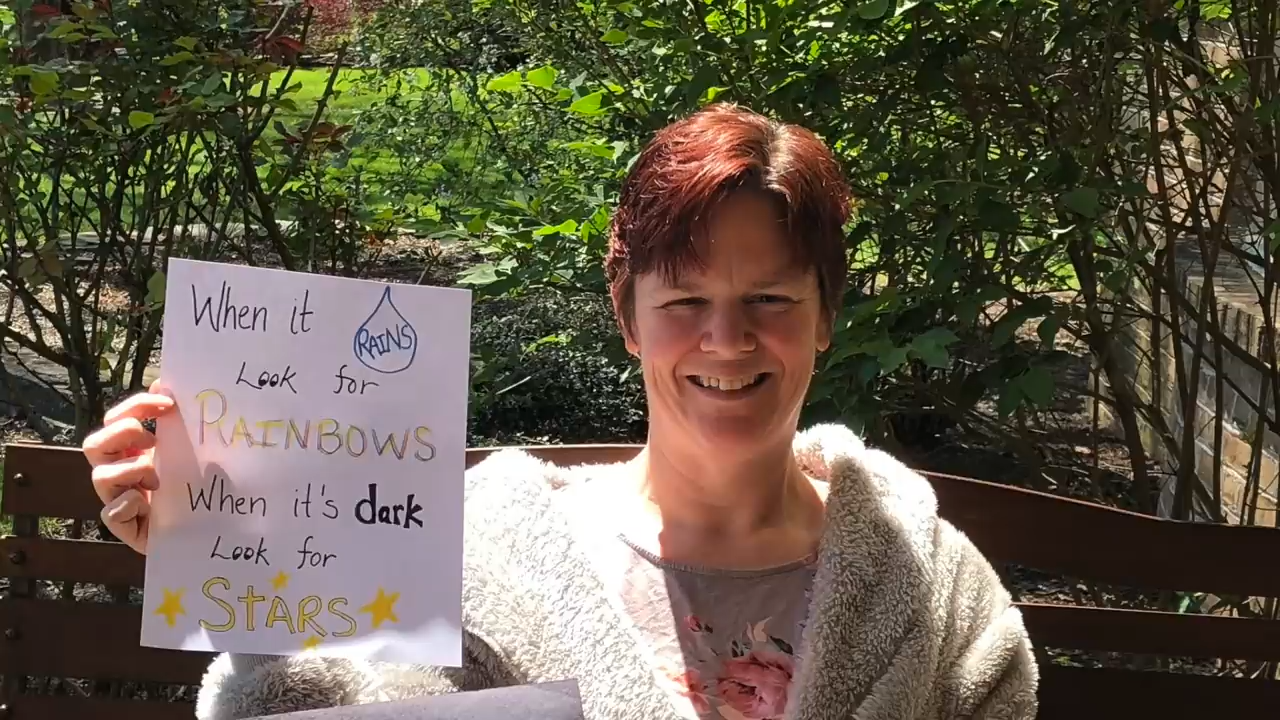 When it RAINS
Look for
RAINBOWS
When it's dark
Look for
STARS